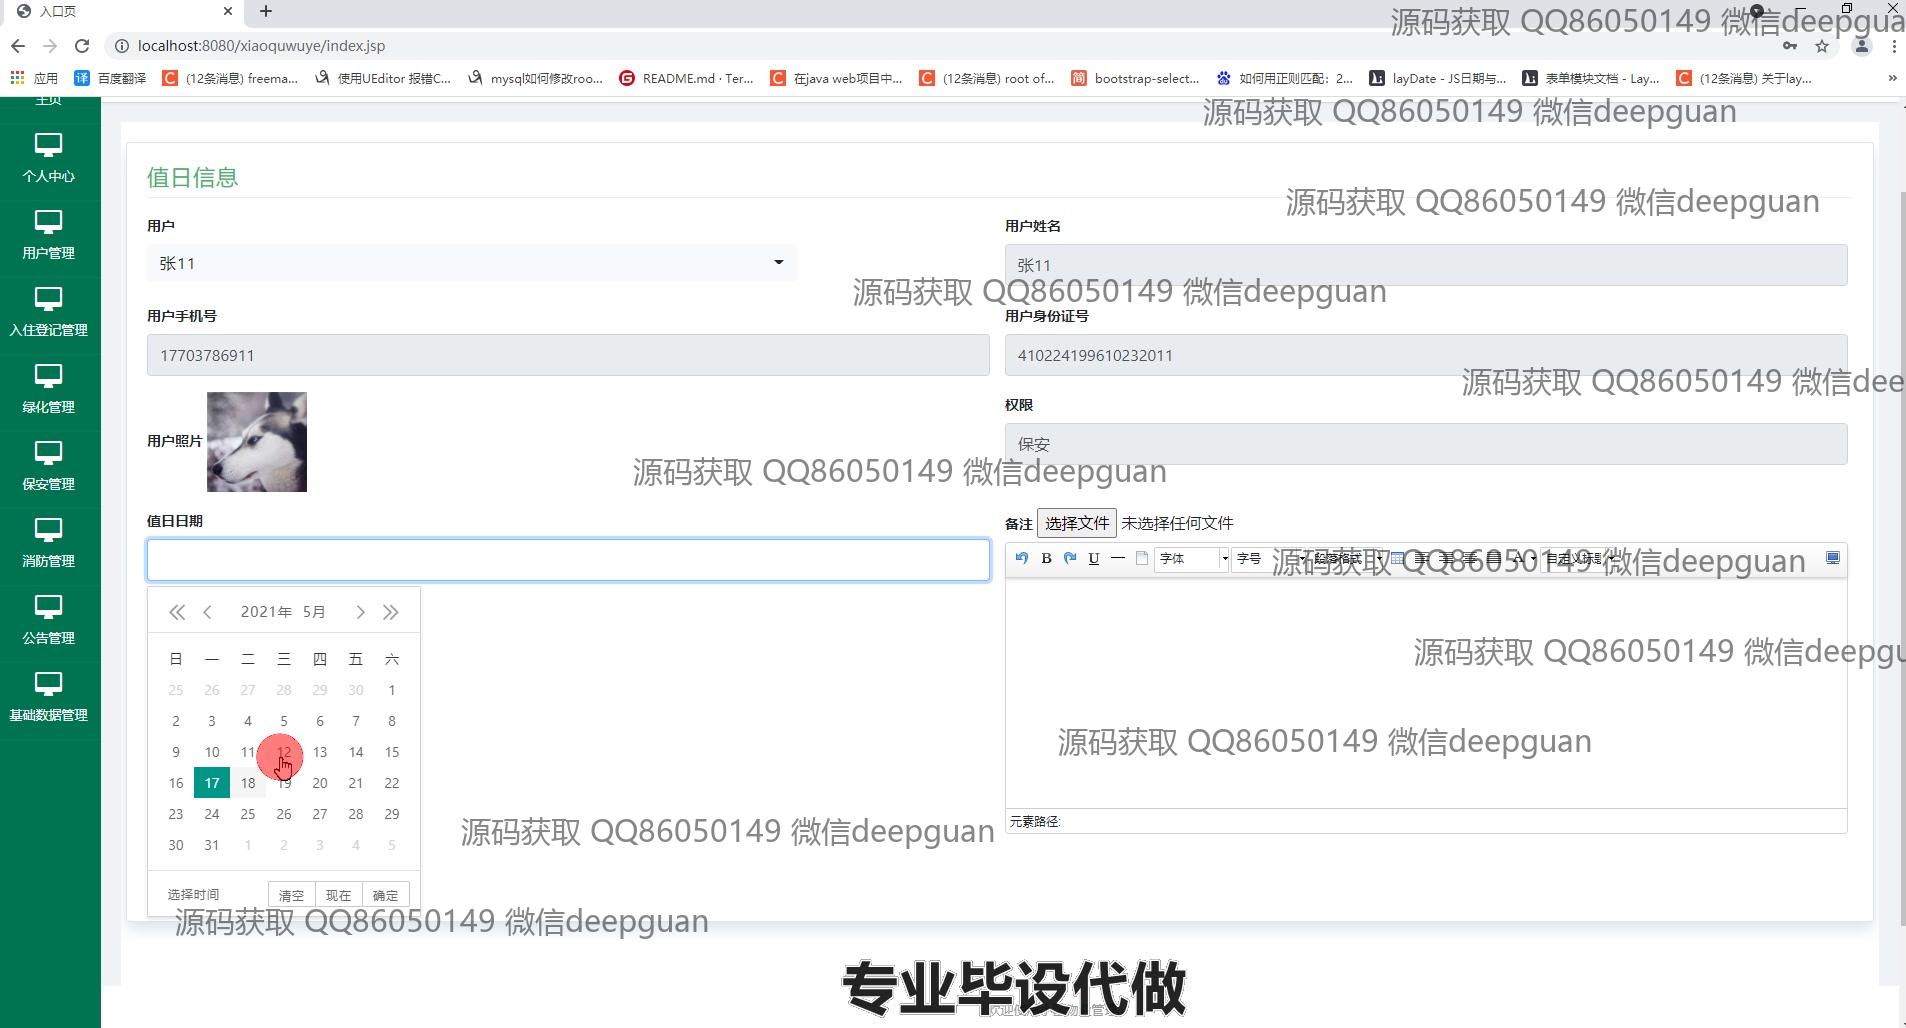 入口页
源码获取 QQ86050149 微信deepgua
localhost:8080/xiaoquwuye/index.jsp
应用 百度翻译 (12条消息) freema... 使用UEditor 报错C... mysql如何修改roo... README.md · Ter... 在java web项目中... (12条消息) root of... bootstrap-select... 如何用正则匹配：2... layDate - JS日期与... 表单模块文档 - Lay... (12条消息) 关于lay...
主页
源码获取 QQ86050149 微信deepguan
个人中心
值日信息
源码获取 QQ86050149 微信deepguan
用户 用户姓名
用户管理
张11 张11
源码获取 QQ86050149 微信deepguan
用户手机号 用户身份证号
入住登记管理
17703786911 410224199610232011
源码获取 QQ86050149 微信dee
绿化管理
权限
用户照片 保安
源码获取 QQ86050149 微信deepguan
保安管理
值日日期 备注 选择文件 未选择任何文件
消防管理
B U 字体 字号 段落格式 A 自定义标题
源码获取 QQ86050149 微信deepguan
2021年 5月
公告管理
源码获取 QQ86050149 微信deepgu
日 一 二 三 四 五 六
25 26 27 28 29 30 1
基础数据管理
2 3 4 5 6 7 8
源码获取 QQ86050149 微信deepguan
9 10 11 12 13 14 15
16 17 18 19 20 21 22
23 24 25 26 27 28 29
元素路径:
源码获取 QQ86050149 微信deepguan
30 31 1 2 3 4 5
选择时间 清空 现在 确定
源码获取 QQ86050149 微信deepguan
专业毕设代做